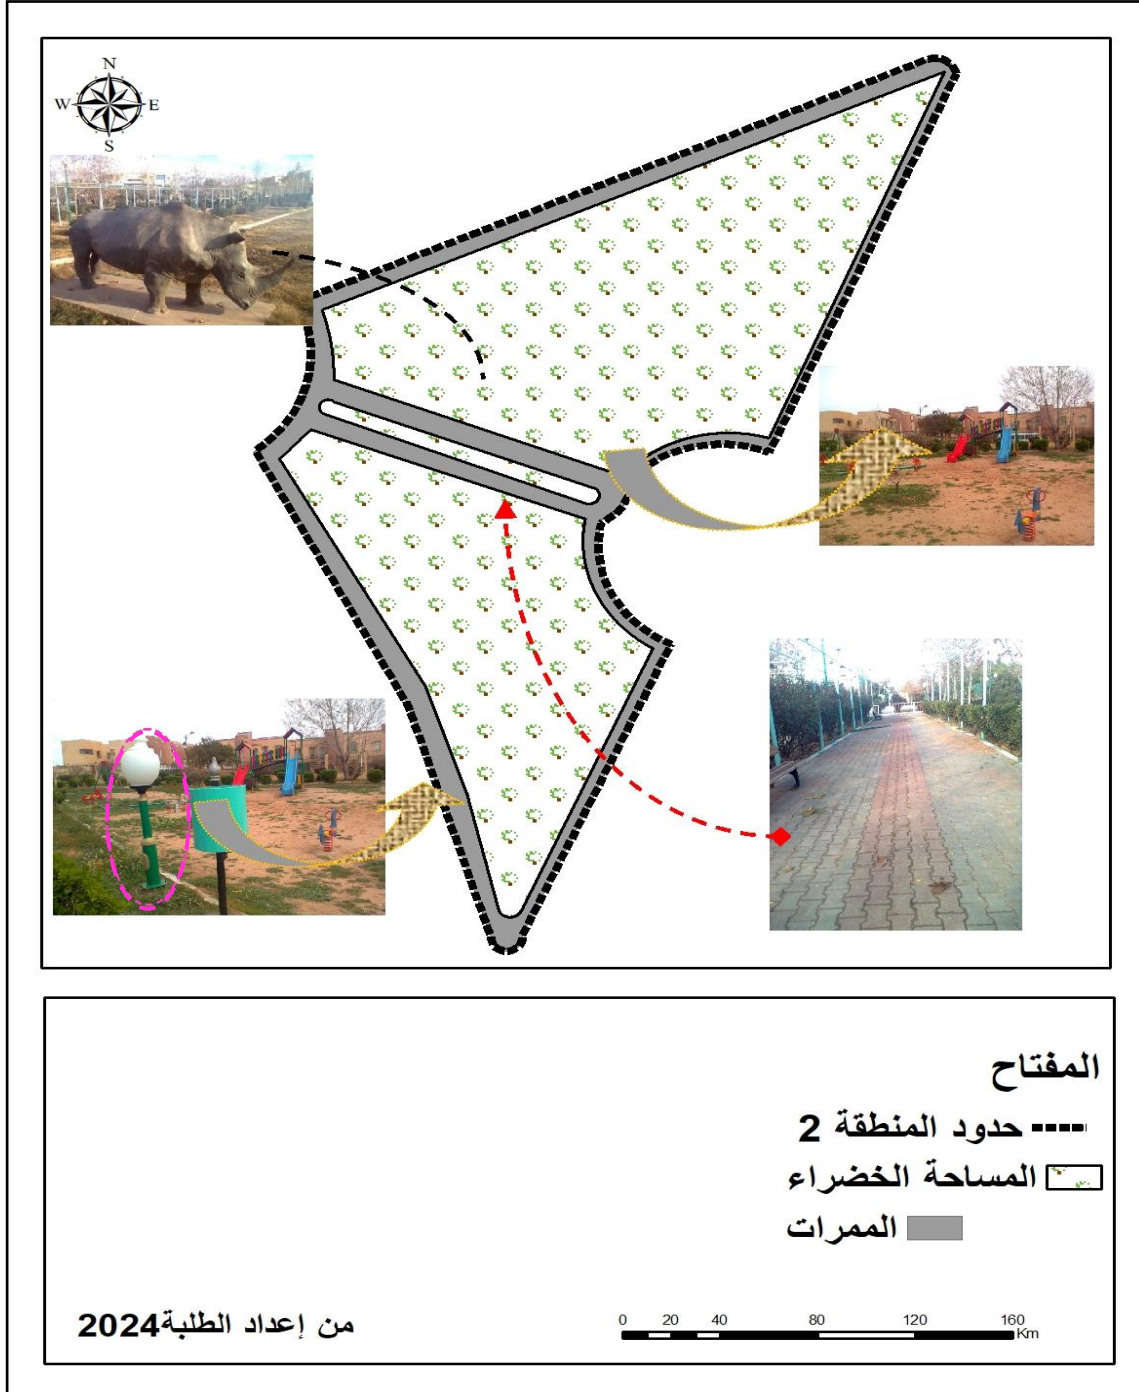 N
W E
S
المفتاح
حدود المنطقة 2
المساحة الخضراء
الممرات
من إعداد الطلبة2024
0 20 40 80 120 160
Km